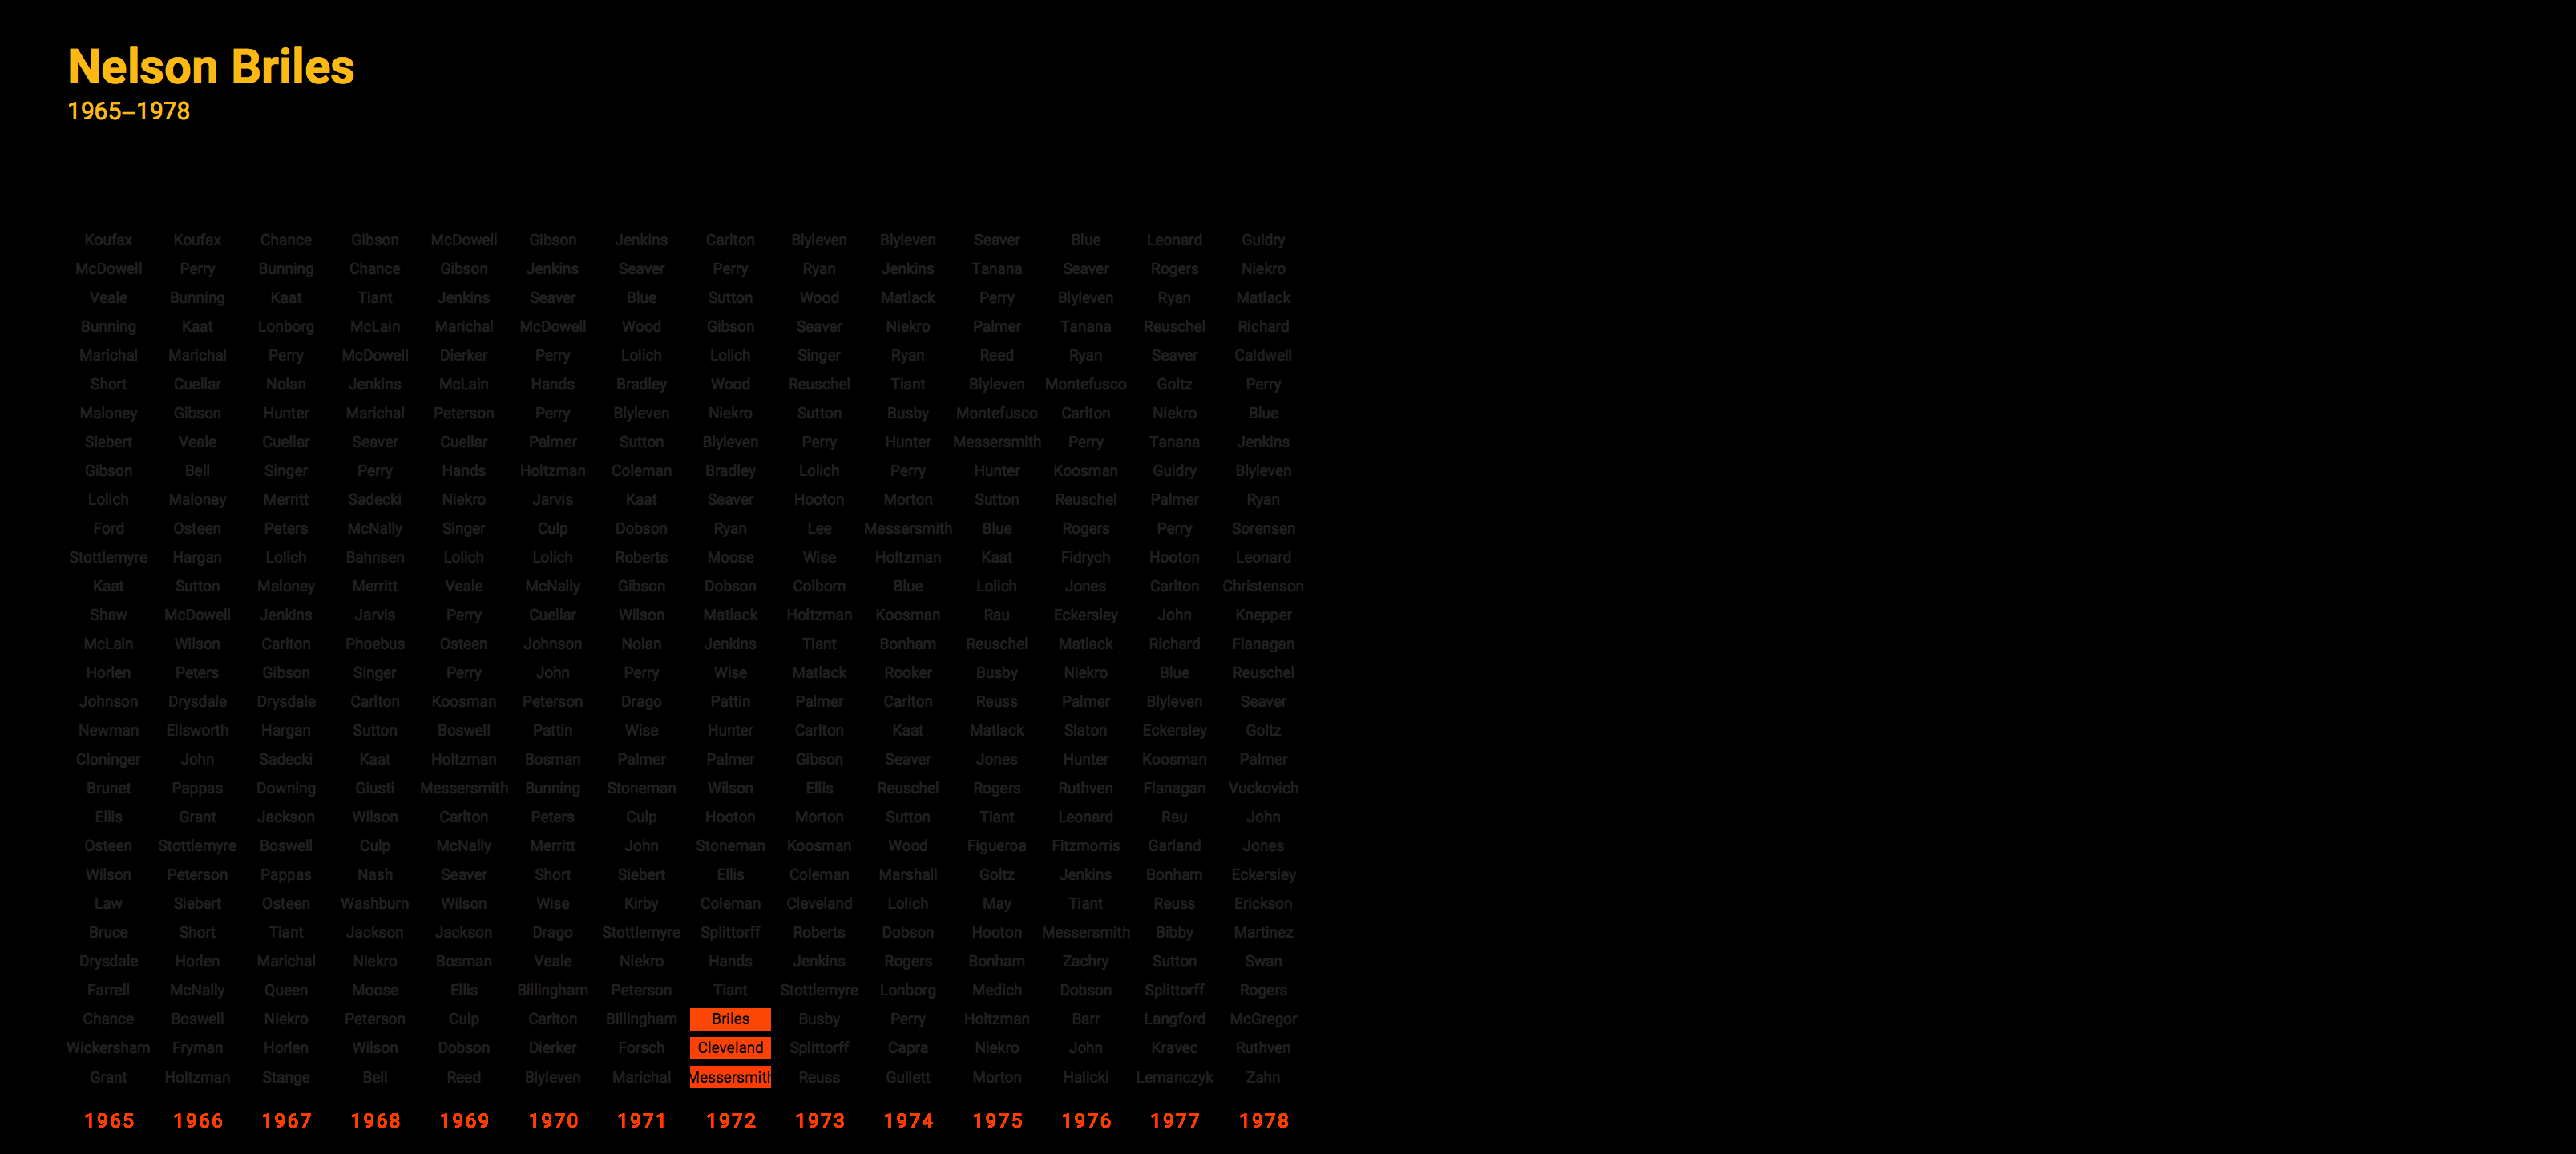 Nelson Briles
1965–1978
Koufax Koufax Chance Gibson McDowell Gibson Jenkins Carlton Blyleven Blyleven Seaver Blue Leonard Guidry
McDowell Perry Bunning Chance Gibson Jenkins Seaver Perry Ryan Jenkins Tanana Seaver Rogers Niekro
Veale Bunning Kaat Tiant Jenkins Seaver Blue Sutton Wood Matlack Perry Blyleven Ryan Matlack
Bunning Kaat Lonborg McLain Marichal McDowell Wood Gibson Seaver Niekro Palmer Tanana Reuschel Richard
Marichal Marichal Perry McDowell Dierker Perry Lolich Lolich Singer Ryan Reed Ryan Seaver Caldwell
Short Cuellar Nolan Jenkins McLain Hands Bradley Wood Reuschel Tiant Blyleven Montefusco Goltz Perry
Maloney Gibson Hunter Marichal Peterson Perry Blyleven Niekro Sutton Busby Montefusco Carlton Niekro Blue
Siebert Veale Cuellar Seaver Cuellar Palmer Sutton Blyleven Perry Hunter Messersmith Perry Tanana Jenkins
Gibson Bell Singer Perry Hands Holtzman Coleman Bradley Lolich Perry Hunter Koosman Guidry Blyleven
Lolich Maloney Merritt Sadecki Niekro Jarvis Kaat Seaver Hooton Morton Sutton Reuschel Palmer Ryan
Ford Osteen Peters McNally Singer Culp Dobson Ryan Lee Messersmith Blue Rogers Perry Sorensen
Stottlemyre Hargan Lolich Bahnsen Lolich Lolich Roberts Moose Wise Holtzman Kaat Fidrych Hooton Leonard
Kaat Sutton Maloney Merritt Veale McNally Gibson Dobson Colborn Blue Lolich Jones Carlton Christenson
Shaw McDowell Jenkins Jarvis Perry Cuellar Wilson Matlack Holtzman Koosman Rau Eckersley John Knepper
McLain Wilson Carlton Phoebus Osteen Johnson Nolan Jenkins Tiant Bonham Reuschel Matlack Richard Flanagan
Horlen Peters Gibson Singer Perry John Perry Wise Matlack Rooker Busby Niekro Blue Reuschel
Johnson Drysdale Drysdale Carlton Koosman Peterson Drago Pattin Palmer Carlton Reuss Palmer Blyleven Seaver
Newman Ellsworth Hargan Sutton Boswell Pattin Wise Hunter Carlton Kaat Matlack Slaton Eckersley Goltz
Cloninger John Sadecki Kaat Holtzman Bosman Palmer Palmer Gibson Seaver Jones Hunter Koosman Palmer
Brunet Pappas Downing Giusti Messersmith Bunning Stoneman Wilson Ellis Reuschel Rogers Ruthven Flanagan Vuckovich
Ellis Grant Jackson Wilson Carlton Peters Culp Hooton Morton Sutton Tiant Leonard Rau John
Osteen Stottlemyre Boswell Culp McNally Merritt John Stoneman Koosman Wood Figueroa Fitzmorris Garland Jones
Wilson Peterson Pappas Nash Seaver Short Siebert Ellis Coleman Marshall Goltz Jenkins Bonham Eckersley
Law Siebert Osteen Washburn Wilson Wise Kirby Coleman Cleveland Lolich May Tiant Reuss Erickson
Bruce Short Tiant Jackson Jackson Drago Stottlemyre Splittorff Roberts Dobson Hooton Messersmith Bibby Martinez
Drysdale Horlen Marichal Niekro Bosman Veale Niekro Hands Jenkins Rogers Bonham Zachry Sutton Swan
Farrell McNally Queen Moose Ellis Billingham Peterson Tiant Stottlemyre Lonborg Medich Dobson Splittorff Rogers
Chance Boswell Niekro Peterson Culp Carlton Billingham Briles Busby Perry Holtzman Barr Langford McGregor
Wickersham Fryman Horlen Wilson Dobson Dierker Forsch Cleveland Splittorff Capra Niekro John Kravec Ruthven
Grant Holtzman Stange Bell Reed Blyleven Marichal Messersmith Reuss Gullett Morton Halicki Lemanczyk Zahn
1965 1966 1967 1968 1969 1970 1971 1972 1973 1974 1975 1976 1977 1978